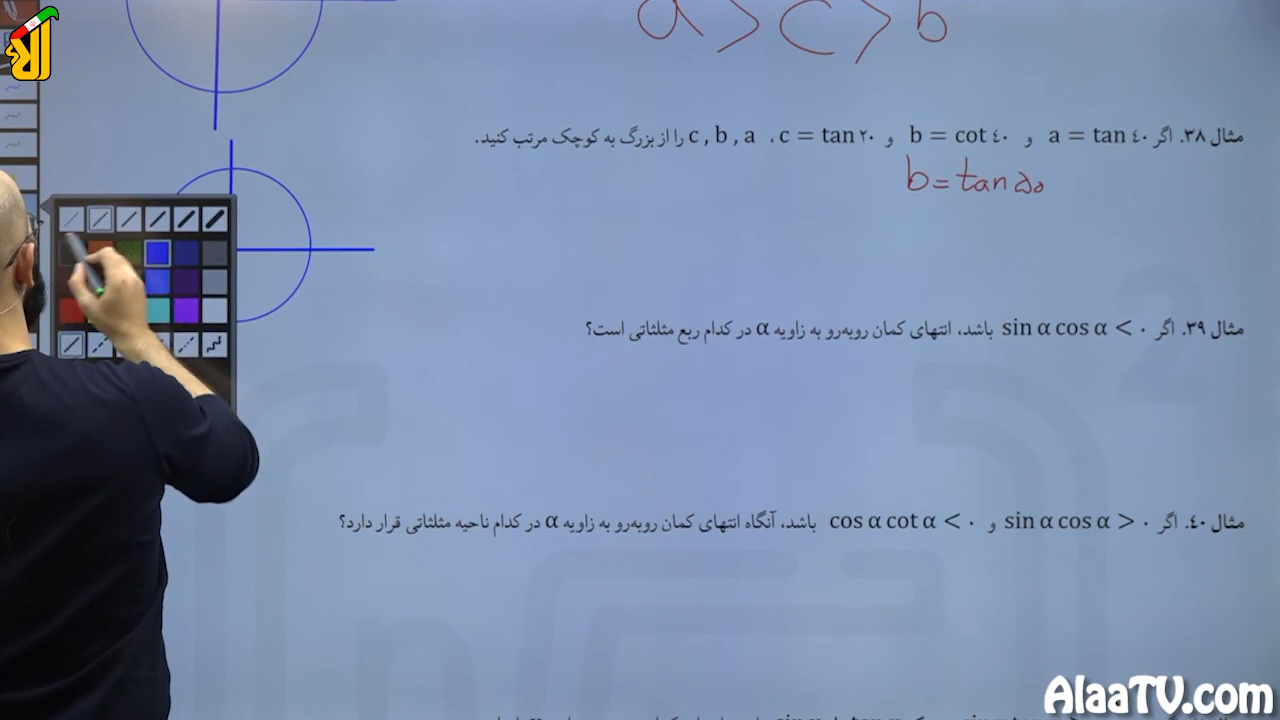 a > c > b
مثال ۳۸. اگر a = tan ۴۰ و b = cot ۴۰ و c = tan ۲۰ ، c , b , a را از بزرگ به کوچک مرتب کنید.
b = tan ۵۰
مثال ۳۹. اگر sin α cos α < ۰ باشد، انتهای کمان روبه‌رو به زاویه α در کدام ربع مثلثاتی است؟
مثال ۴۰. اگر sin α cos α > ۰ و cos α cot α < ۰ باشد، آنگاه انتهای کمان روبه‌رو به زاویه α در کدام ناحیه مثلثاتی قرار دارد؟
AlaaTV.com